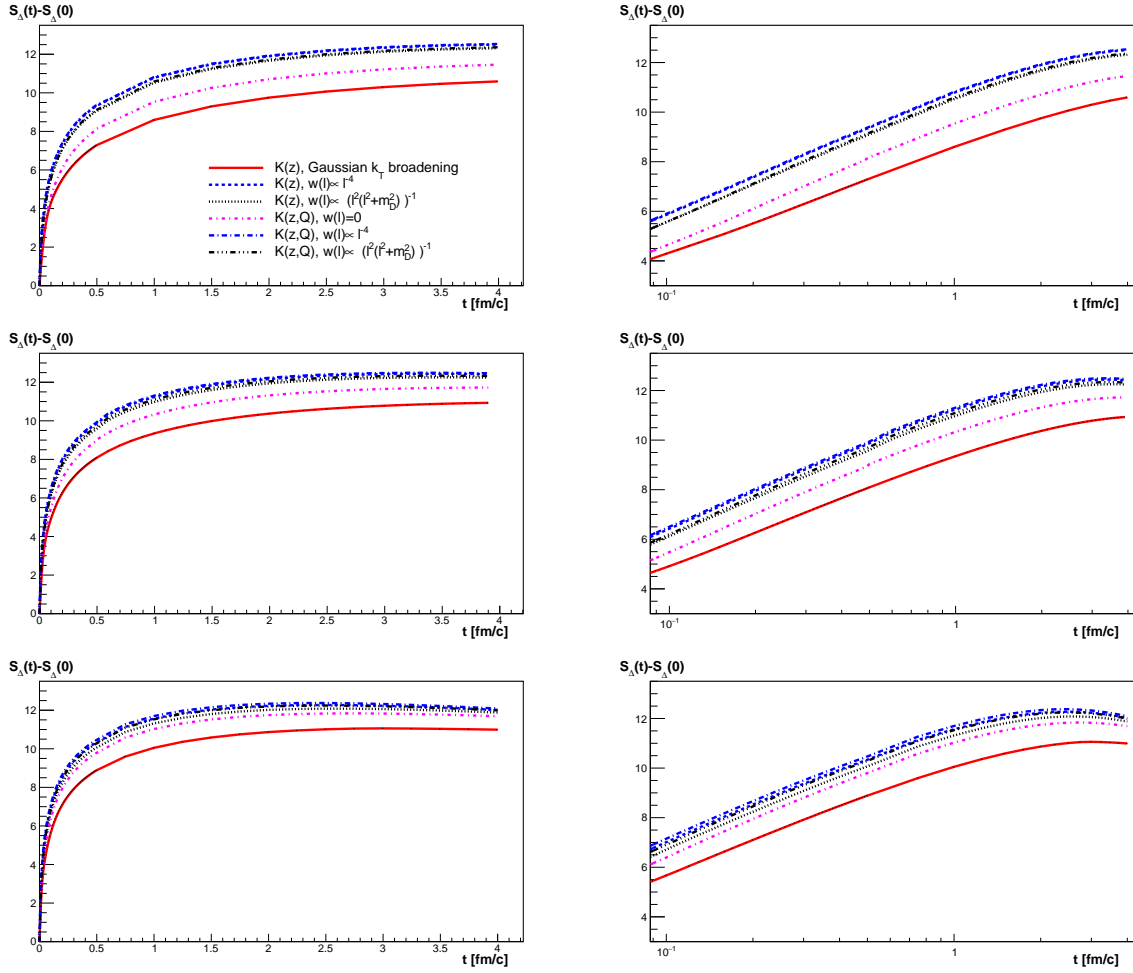 S_Δ(t)-S_Δ(0)
12
10
8
6
4
2
0
K(z), Gaussian k_T broadening
K(z), w(l)∝ l^-4
K(z), w(l)∝ (l²(l²+m_D²) )^-1
K(z,Q), w(l)=0
K(z,Q), w(l)∝ l^-4
K(z,Q), w(l)∝ (l²(l²+m_D²) )^-1
0 0.5 1 1.5 2 2.5 3 3.5 4
t [fm/c]
S_Δ(t)-S_Δ(0)
12
10
8
6
4
10^-1 1
t [fm/c]
S_Δ(t)-S_Δ(0)
12
10
8
6
4
2
0
0 0.5 1 1.5 2 2.5 3 3.5 4
t [fm/c]
S_Δ(t)-S_Δ(0)
12
10
8
6
4
10^-1 1
t [fm/c]
S_Δ(t)-S_Δ(0)
12
10
8
6
4
2
0
0 0.5 1 1.5 2 2.5 3 3.5 4
t [fm/c]
S_Δ(t)-S_Δ(0)
12
10
8
6
4
10^-1 1
t [fm/c]